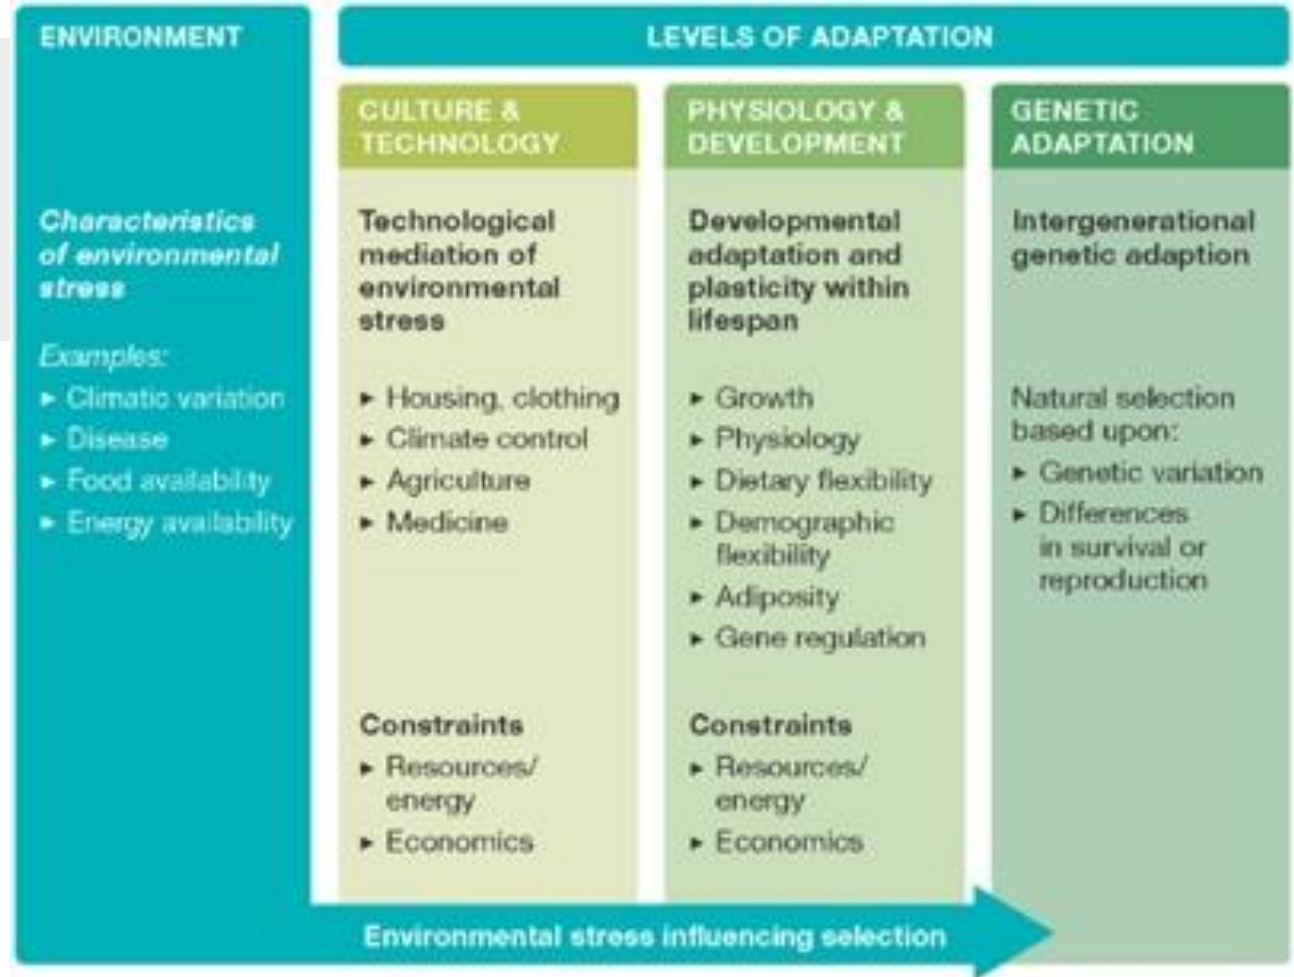 ENVIRONMENT
Characteristics
of environmental
stress
Examples:
► Climatic variation
► Disease
► Food availability
► Energy availability
LEVELS OF ADAPTATION
CULTURE &
TECHNOLOGY
Technological
mediation of
environmental
stress
► Housing, clothing
► Climate control
► Agriculture
► Medicine
Constraints
► Resources/
energy
► Economics
PHYSIOLOGY &
DEVELOPMENT
Developmental
adaptation and
plasticity within
lifespan
► Growth
► Physiology
► Dietary flexibility
► Demographic
flexibility
► Adiposity
► Gene regulation
Constraints
► Resources/
energy
► Economics
GENETIC
ADAPTATION
Intergenerational
genetic adaption
Natural selection
based upon:
► Genetic variation
► Differences
in survival or
reproduction
Environmental stress influencing selection